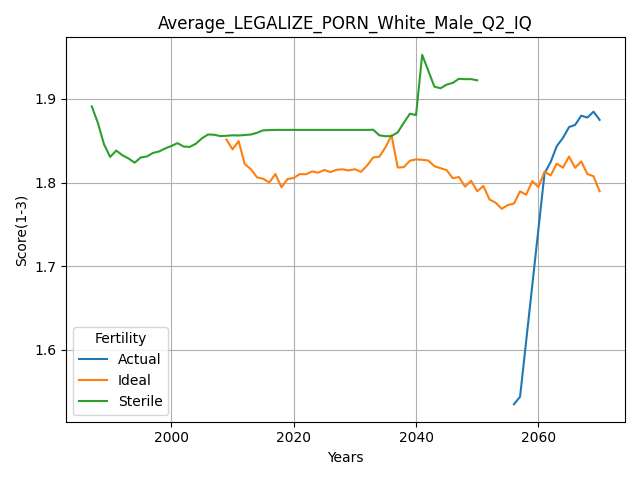 Average_LEGALIZE_PORN_White_Male_Q2_IQ
Score(1-3)
1.9
1.8
1.7
1.6
Fertility
Actual
Ideal
Sterile
2000 2020 2040 2060
Years